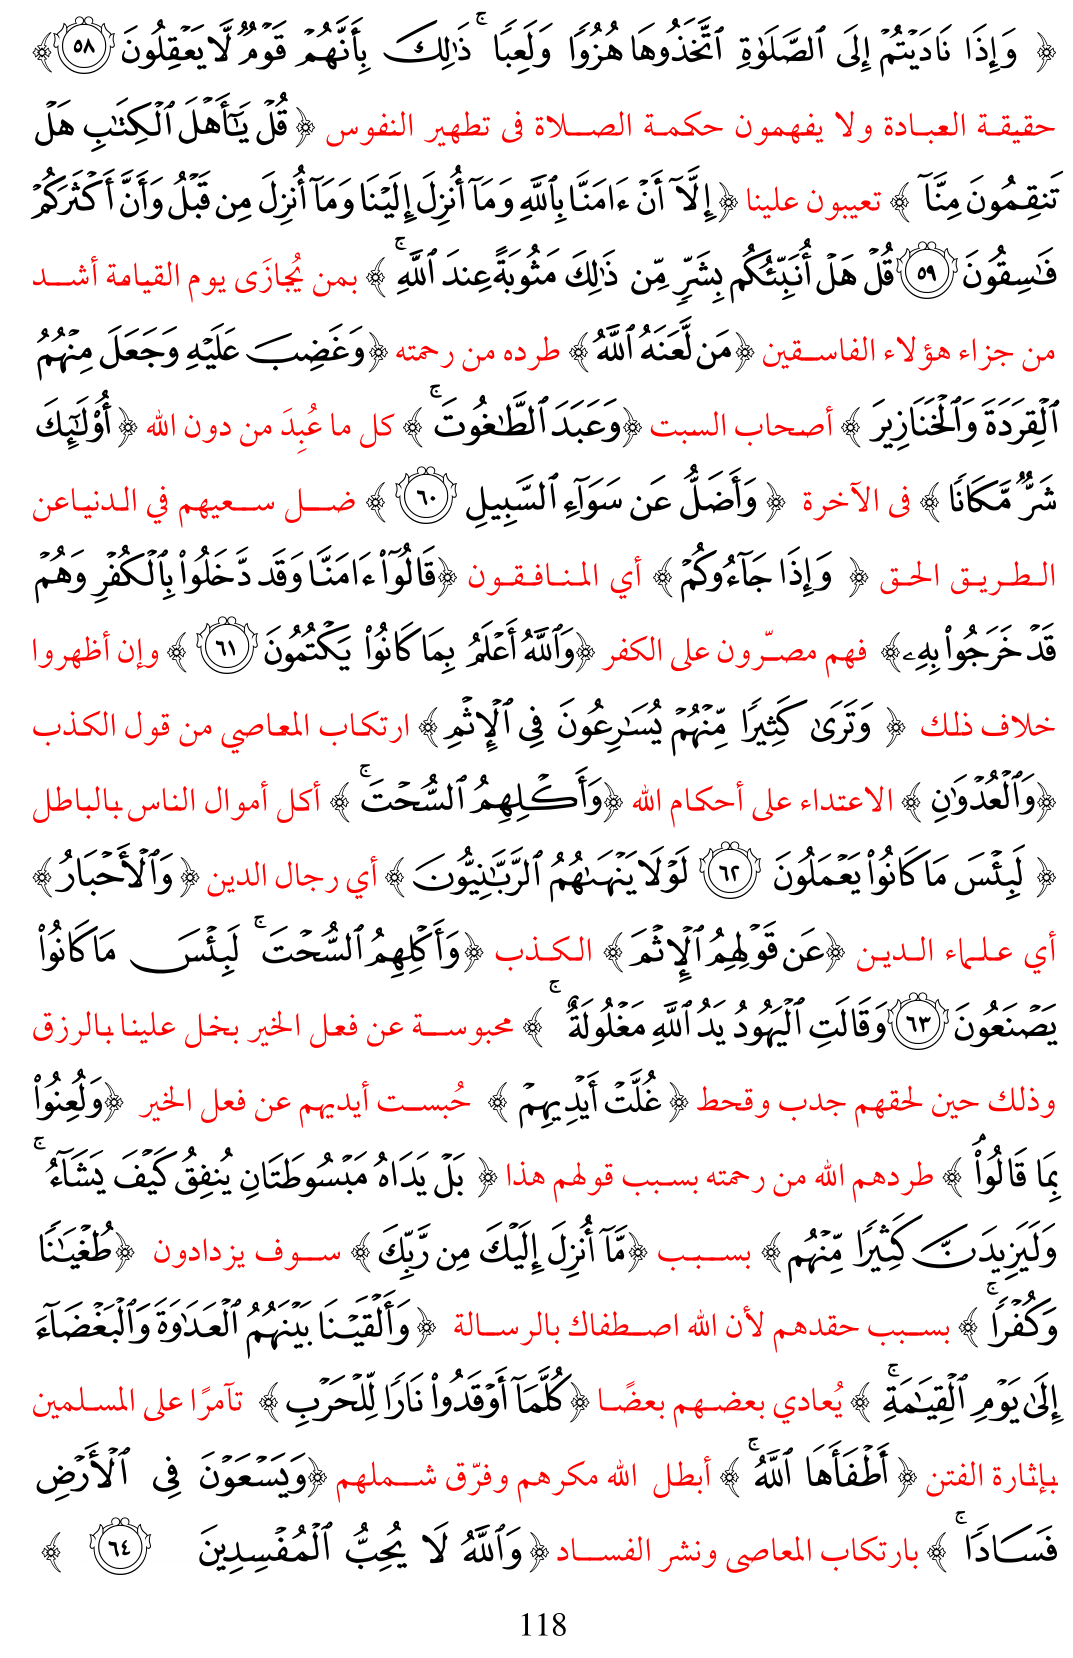 ﴿ وَإِذَا نَادَيْتُمْ إِلَى ٱلصَّلَوٰةِ ٱتَّخَذُوهَا هُزُوًا وَلَعِبًا ۚ ذَٰلِكَ بِأَنَّهُمْ قَوْمٌ لَّا يَعْقِلُونَ ٥٨ ﴾
حقيقة العبادة ولا يفهمون حكمة الصلاة فى تطهير النفوس ﴿ قُلْ يَـٰٓأَهْلَ ٱلْكِتَـٰبِ هَلْ
تَنقِمُونَ مِنَّآ ﴾ تعيبون علينا ﴿ إِلَّآ أَنْ ءَامَنَّا بِٱللَّهِ وَمَآ أُنزِلَ إِلَيْنَا وَمَآ أُنزِلَ مِن قَبْلُ وَأَنَّ أَكْثَرَكُمْ
فَـٰسِقُونَ ٥٩ قُلْ هَلْ أُنَبِّئُكُم بِشَرٍّ مِّن ذَٰلِكَ مَثُوبَةً عِندَ ٱللَّهِ ۚ ﴾ بمن يُجازَى يوم القيامة أشد
من جزاء هؤلاء الفاسقين ﴿ مَن لَّعَنَهُ ٱللَّهُ ﴾ طرده من رحمته ﴿ وَغَضِبَ عَلَيْهِ وَجَعَلَ مِنْهُمُ
ٱلْقِرَدَةَ وَٱلْخَنَازِيرَ ﴾ أصحاب السبت ﴿ وَعَبَدَ ٱلطَّـٰغُوتَ ۚ ﴾ كل ما عُبِدَ من دون الله ﴿ أُو۟لَـٰٓئِكَ
شَرٌّ مَّكَانًا ﴾ فى الآخرة ﴿ وَأَضَلُّ عَن سَوَآءِ ٱلسَّبِيلِ ٦٠ ﴾ ضل سعيهم في الدنيا عن
الطريق الحق ﴿ وَإِذَا جَآءُوكُمْ ﴾ أي المنافقون ﴿ قَالُوٓا۟ ءَامَنَّا وَقَد دَّخَلُوا۟ بِٱلْكُفْرِ وَهُمْ
قَدْ خَرَجُوا۟ بِهِۦ ﴾ فهم مصرّون على الكفر ﴿ وَٱللَّهُ أَعْلَمُ بِمَا كَانُوا۟ يَكْتُمُونَ ٦١ ﴾ وإن أظهروا
خلاف ذلك ﴿ وَتَرَىٰ كَثِيرًا مِّنْهُمْ يُسَـٰرِعُونَ فِى ٱلْإِثْمِ ﴾ ارتكاب المعاصي من قول الكذب
﴿ وَٱلْعُدْوَٰنِ ﴾ الاعتداء على أحكام الله ﴿ وَأَكْلِهِمُ ٱلسُّحْتَ ۚ ﴾ أكل أموال الناس بالباطل
﴿ لَبِئْسَ مَا كَانُوا۟ يَعْمَلُونَ ٦٢ لَوْلَا يَنْهَىٰهُمُ ٱلرَّبَّـٰنِيُّونَ ﴾ أي رجال الدين ﴿ وَٱلْأَحْبَارُ ﴾
أي علماء الدين ﴿ عَن قَوْلِهِمُ ٱلْإِثْمَ ﴾ الكذب ﴿ وَأَكْلِهِمُ ٱلسُّحْتَ ۚ لَبِئْسَ مَا كَانُوا۟
يَصْنَعُونَ ٦٣ وَقَالَتِ ٱلْيَهُودُ يَدُ ٱللَّهِ مَغْلُولَةٌ ۚ ﴾ محبوسة عن فعل الخير بخل علينا بالرزق
وذلك حين لحقهم جدب وقحط ﴿ غُلَّتْ أَيْدِيهِمْ ﴾ حُبست أيديهم عن فعل الخير ﴿ وَلُعِنُوا۟
بِمَا قَالُوا۟ ﴾ طردهم الله من رحمته بسبب قولهم هذا ﴿ بَلْ يَدَاهُ مَبْسُوطَتَانِ يُنفِقُ كَيْفَ يَشَآءُ ۚ
وَلَيَزِيدَنَّ كَثِيرًا مِّنْهُم ﴾ بسبب ﴿ مَّآ أُنزِلَ إِلَيْكَ مِن رَّبِّكَ ﴾ سوف يزدادون ﴿ طُغْيَـٰنًا
وَكُفْرًا ۚ ﴾ بسبب حقدهم لأن الله اصطفاك بالرسالة ﴿ وَأَلْقَيْنَا بَيْنَهُمُ ٱلْعَدَٰوَةَ وَٱلْبَغْضَآءَ
إِلَىٰ يَوْمِ ٱلْقِيَـٰمَةِ ۚ ﴾ يُعادي بعضهم بعضًا ﴿ كُلَّمَآ أَوْقَدُوا۟ نَارًا لِّلْحَرْبِ ﴾ تآمرًا على المسلمين
بإثارة الفتن ﴿ أَطْفَأَهَا ٱللَّهُ ۚ ﴾ أبطل الله مكرهم وفرّق شملهم ﴿ وَيَسْعَوْنَ فِى ٱلْأَرْضِ
فَسَادًا ۚ ﴾ بارتكاب المعاصى ونشر الفساد ﴿ وَٱللَّهُ لَا يُحِبُّ ٱلْمُفْسِدِينَ ٦٤ ﴾
118